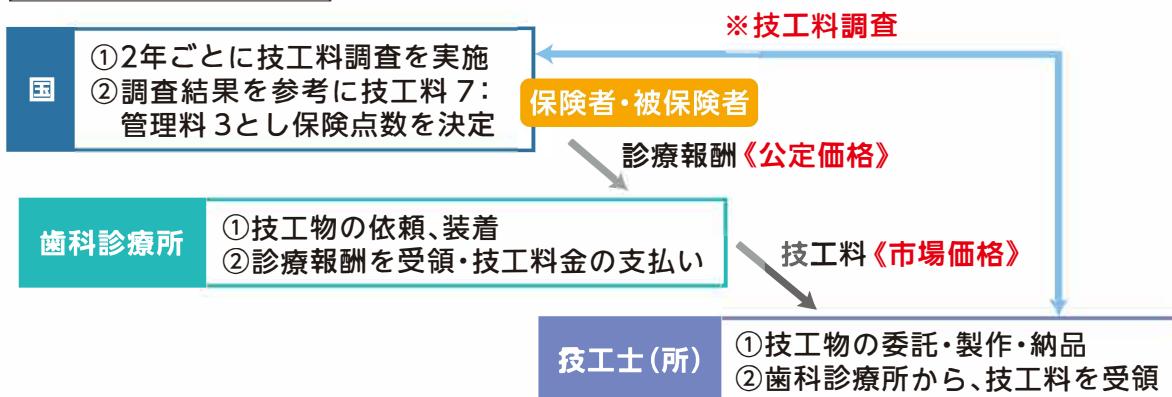 ※技工料調査
国
①2年ごとに技工料調査を実施
②調査結果を参考に技工料7:
管理料3とし保険点数を決定
保険者・被保険者
診療報酬《公定価格》
歯科診療所
①技工物の依頼、装着
②診療報酬を受領・技工料金の支払い
技工料《市場価格》
技工士(所)
①技工物の委託・製作・納品
②歯科診療所から、技工料を受領